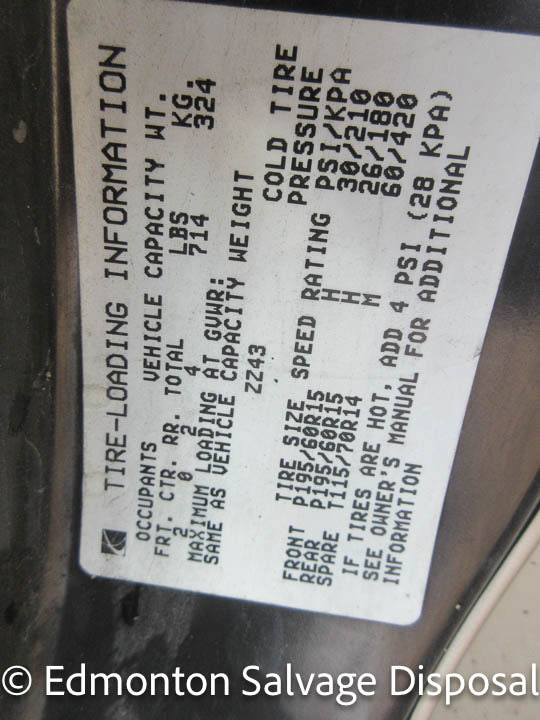 TIRE-LOADING INFORMATION
OCCUPANTS VEHICLE CAPACITY WT.
FRT. CTR. RR. TOTAL LBS KG.
2 0 2 4 714 324
MAXIMUM LOADING AT GVWR:
SAME AS VEHICLE CAPACITY WEIGHT
ZZ43
COLD TIRE
PRESSURE
TIRE SIZE SPEED RATING PSI/KPA
FRONT P195/60R15 H 30/210
REAR P195/60R15 H 26/180
SPARE T115/70R14 M 60/420
IF TIRES ARE HOT, ADD 4 PSI (28 KPA)
SEE OWNER'S MANUAL FOR ADDITIONAL
INFORMATION
© Edmonton Salvage Disposal